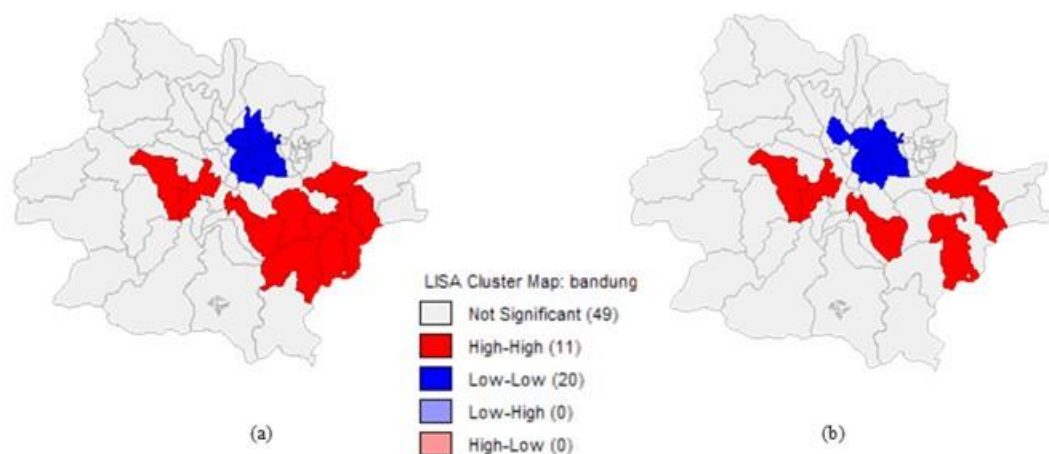 LISA Cluster Map: bandung
Not Significant (49)
High-High (11)
Low-Low (20)
Low-High (0)
High-Low (0)
(a)
(b)